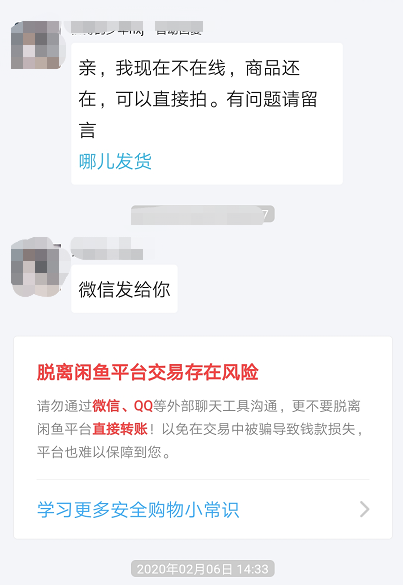 亲，我现在不在线，商品还
在，可以直接拍。有问题请留
言
哪儿发货
微信发给你
脱离闲鱼平台交易存在风险
请勿通过微信、QQ等外部聊天工具沟通，更不要脱离
闲鱼平台直接转账！以免在交易中被骗导致钱款损失，
平台也难以保障到您。
学习更多安全购物小常识
2020年02月06日 14:33